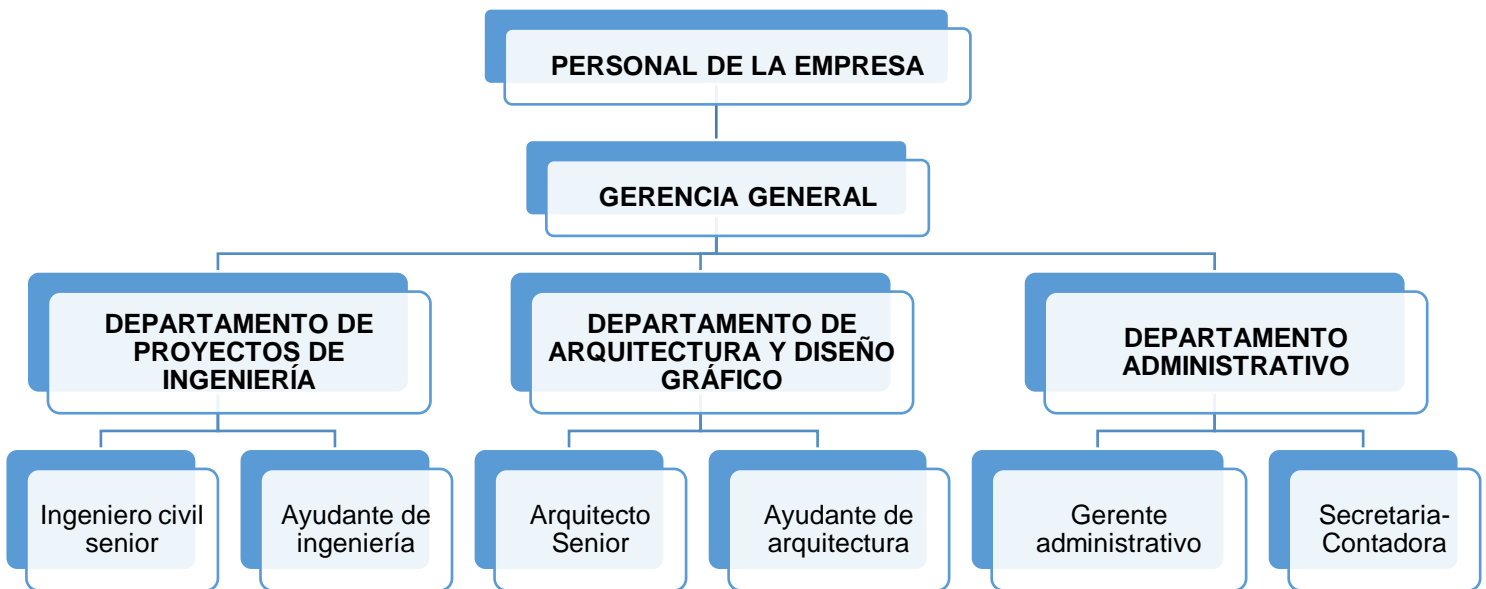 PERSONAL DE LA EMPRESA
GERENCIA GENERAL
DEPARTAMENTO DE
PROYECTOS DE
INGENIERÍA
DEPARTAMENTO DE
ARQUITECTURA Y DISEÑO
GRÁFICO
DEPARTAMENTO
ADMINISTRATIVO
Ingeniero civil
senior
Ayudante de
ingeniería
Arquitecto
Senior
Ayudante de
arquitectura
Gerente
administrativo
Secretaria-
Contadora